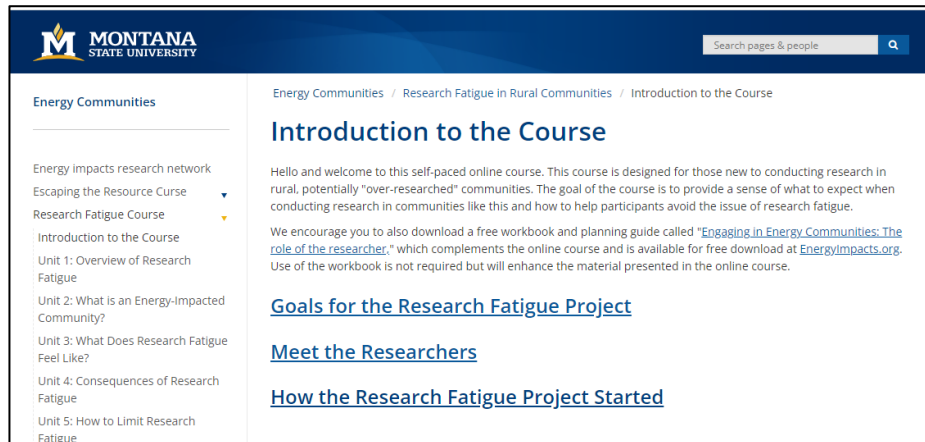 MONTANA
STATE UNIVERSITY
Search pages & people
Energy Communities
Energy impacts research network
Escaping the Resource Curse
Research Fatigue Course
Introduction to the Course
Unit 1: Overview of Research
Fatigue
Unit 2: What is an Energy-Impacted
Community?
Unit 3: What Does Research Fatigue
Feel Like?
Unit 4: Consequences of Research
Fatigue
Unit 5: How to Limit Research
Fatigue
Energy Communities / Research Fatigue in Rural Communities / Introduction to the Course
Introduction to the Course
Hello and welcome to this self-paced online course. This course is designed for those new to conducting research in
rural, potentially "over-researched" communities. The goal of the course is to provide a sense of what to expect when
conducting research in communities like this and how to help participants avoid the issue of research fatigue.
We encourage you to also download a free workbook and planning guide called "Engaging in Energy Communities: The
role of the researcher," which complements the online course and is available for free download at EnergyImpacts.org.
Use of the workbook is not required but will enhance the material presented in the online course.
Goals for the Research Fatigue Project
Meet the Researchers
How the Research Fatigue Project Started